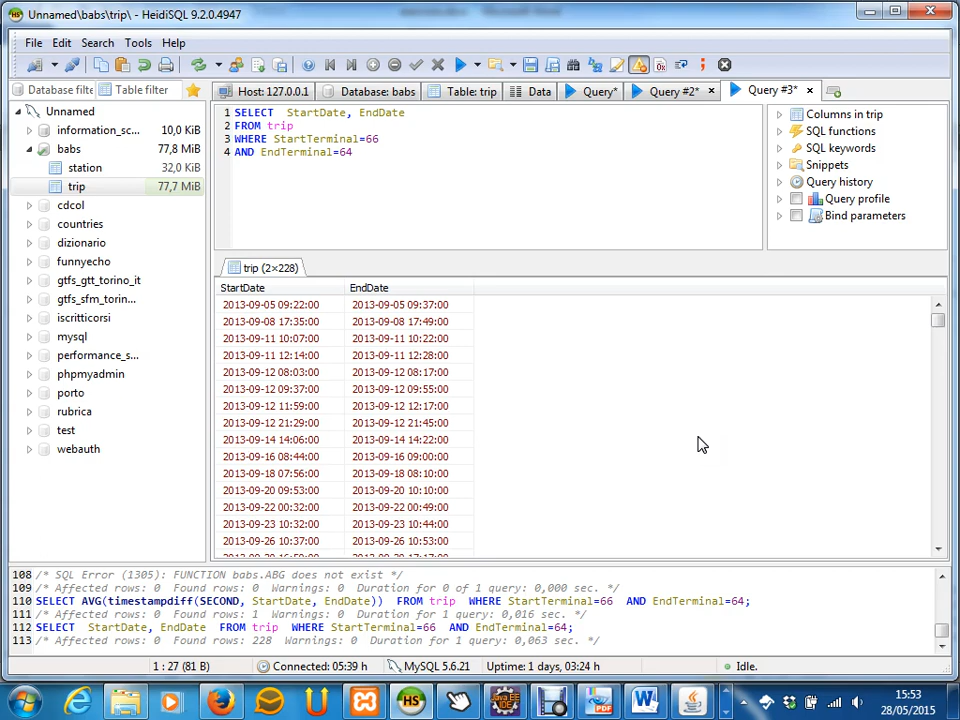 Unnamed\babs\trip\ - HeidiSQL 9.2.0.4947
File Edit Search Tools Help
Database filte Table filter Host: 127.0.0.1 Database: babs Table: trip Data Query* Query #2* Query #3*
Unnamed
information_sc... 10,0 KiB
babs 77,8 MiB
station 32,0 KiB
trip 77,7 MiB
cdcol
countries
dizionario
funnyecho
gtfs_gtt_torino_it
gtfs_sfm_torin...
iscritticorsi
mysql
performance_s...
phpmyadmin
porto
rubrica
test
webauth
1 SELECT StartDate, EndDate
2 FROM trip
3 WHERE StartTerminal=66
4 AND EndTerminal=64
Columns in trip
SQL functions
SQL keywords
Snippets
Query history
Query profile
Bind parameters
trip (2×228)
StartDate EndDate
2013-09-05 09:22:00 2013-09-05 09:37:00
2013-09-08 17:35:00 2013-09-08 17:49:00
2013-09-11 10:07:00 2013-09-11 10:22:00
2013-09-11 12:14:00 2013-09-11 12:28:00
2013-09-12 08:03:00 2013-09-12 08:17:00
2013-09-12 09:37:00 2013-09-12 09:55:00
2013-09-12 11:59:00 2013-09-12 12:17:00
2013-09-12 21:29:00 2013-09-12 21:45:00
2013-09-14 14:06:00 2013-09-14 14:22:00
2013-09-16 08:44:00 2013-09-16 09:00:00
2013-09-18 07:56:00 2013-09-18 08:10:00
2013-09-20 09:53:00 2013-09-20 10:10:00
2013-09-22 00:32:00 2013-09-22 00:49:00
2013-09-23 10:32:00 2013-09-23 10:44:00
2013-09-26 10:37:00 2013-09-26 10:53:00
108 /* SQL Error (1305): FUNCTION babs.ABG does not exist */
109 /* Affected rows: 0 Found rows: 0 Warnings: 0 Duration for 0 of 1 query: 0,000 sec. */
110 SELECT AVG(timestampdiff(SECOND, StartDate, EndDate)) FROM trip WHERE StartTerminal=66 AND EndTerminal=64;
111 /* Affected rows: 0 Found rows: 1 Warnings: 0 Duration for 1 query: 0,016 sec. */
112 SELECT StartDate, EndDate FROM trip WHERE StartTerminal=66 AND EndTerminal=64;
113 /* Affected rows: 0 Found rows: 228 Warnings: 0 Duration for 1 query: 0,063 sec. */
1 : 27 (81 B) Connected: 05:39 h MySQL 5.6.21 Uptime: 1 days, 03:24 h Idle.
15:53
28/05/2015